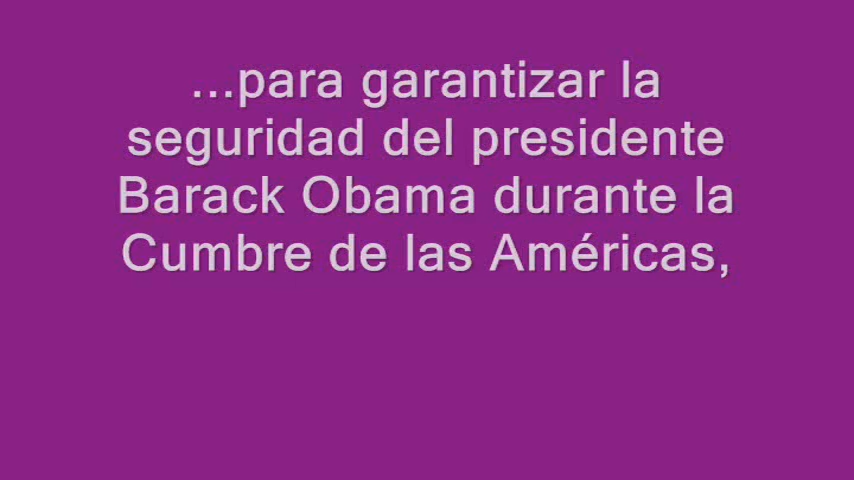 ...para garantizar la
seguridad del presidente
Barack Obama durante la
Cumbre de las Américas,